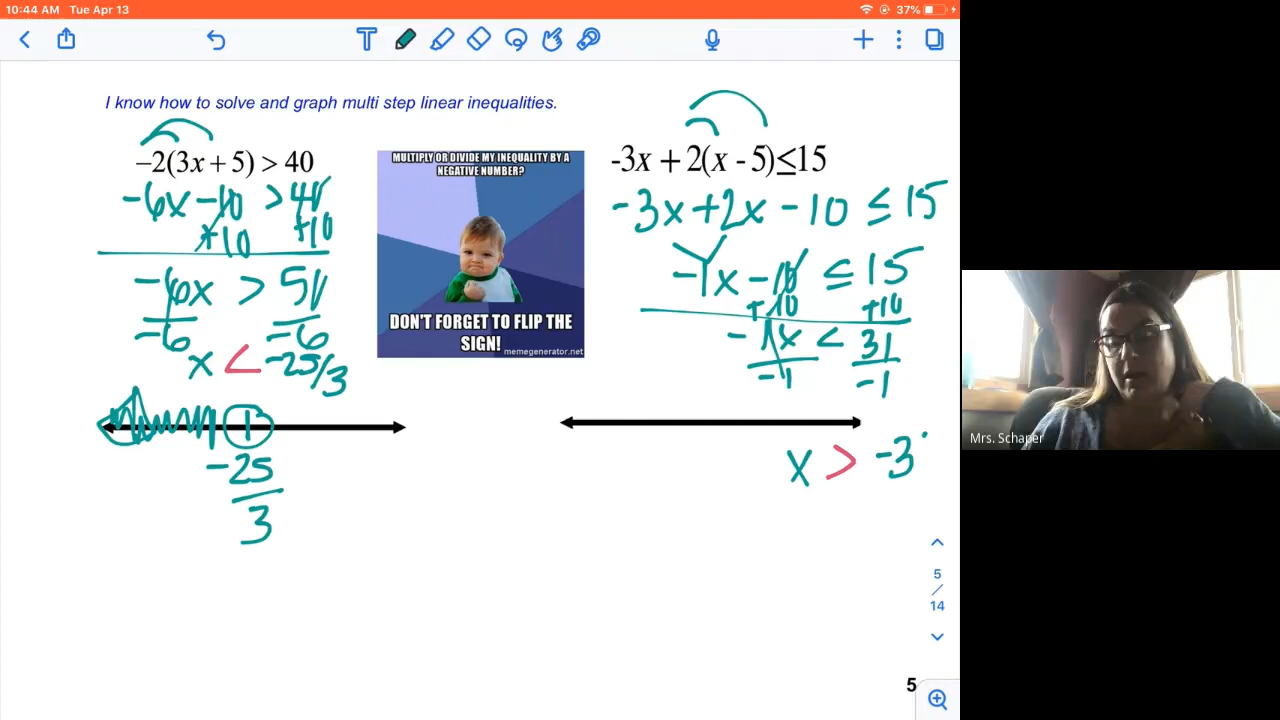 10:44 AM Tue Apr 13
37%
I know how to solve and graph multi step linear inequalities.
−2(3x + 5) > 40
-6x -10 > 40
+10 +10
-6x > 50
-6 -6
x < -25/3
-25
3
MULTIPLY OR DIVIDE MY INEQUALITY BY A
NEGATIVE NUMBER?
DON'T FORGET TO FLIP THE
SIGN!
memegenerator.net
-3x + 2(x - 5)≤15
-3x + 2x - 10 ≤ 15
-1x - 10 ≤ 15
+10 +10
-1x < 31
-1 -1
x > -3
Mrs. Schaper
5
/
14
5